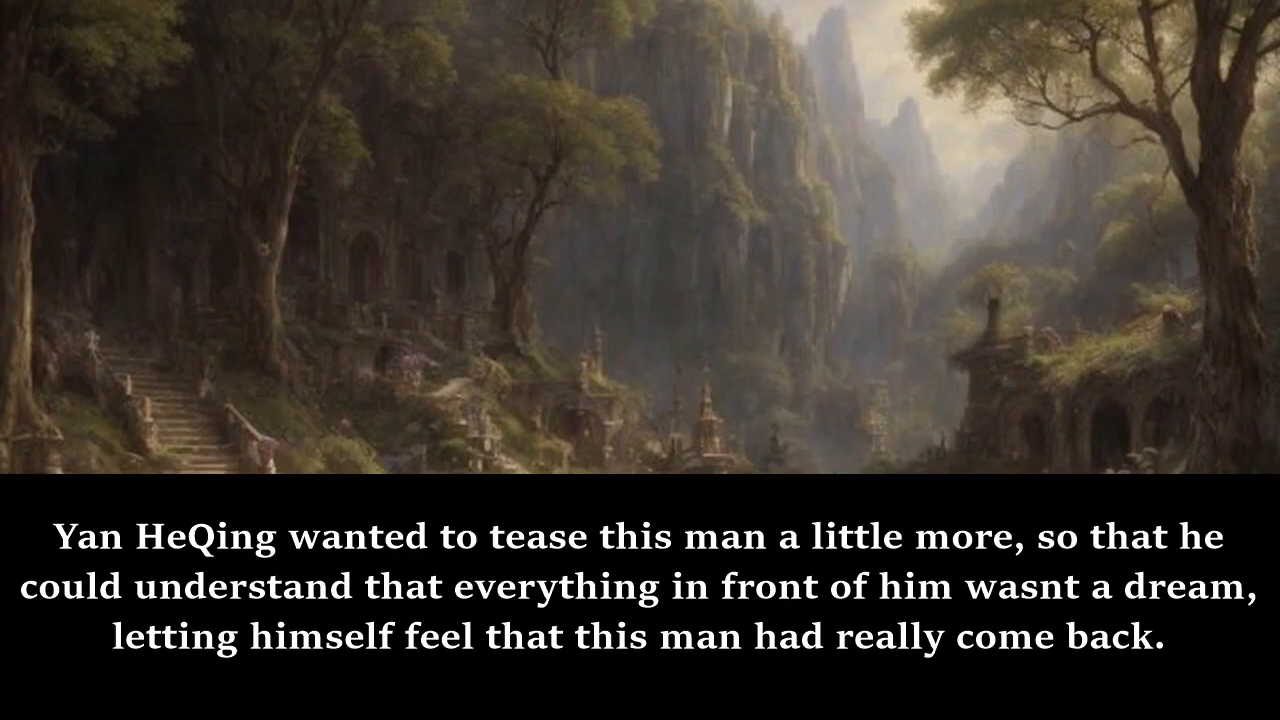 Yan HeQing wanted to tease this man a little more, so that he
could understand that everything in front of him wasnt a dream,
letting himself feel that this man had really come back.